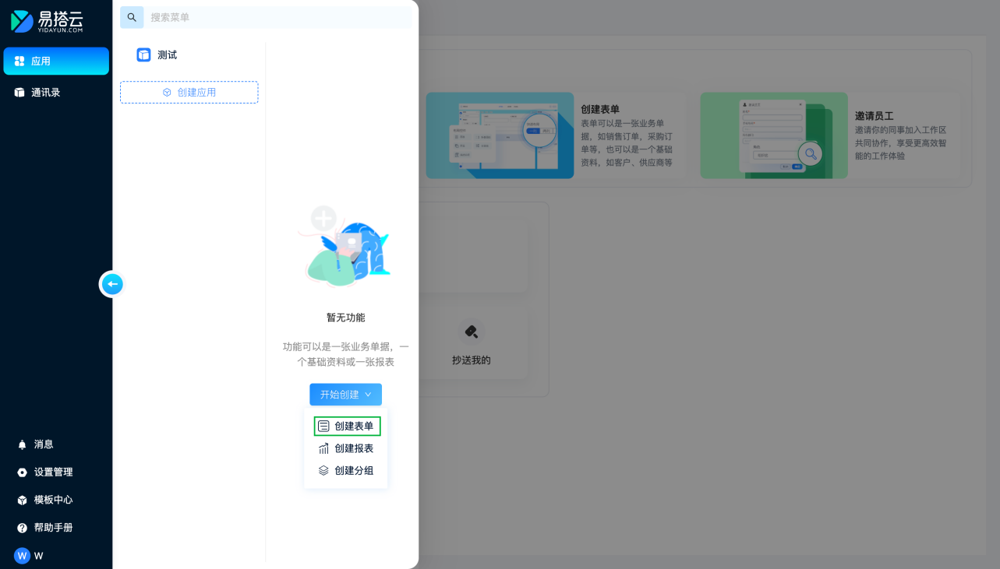 易搭云
YIDAYUN.COM
应用
通讯录
消息
设置管理
模板中心
帮助手册
W W
搜索菜单
测试
创建应用
暂无功能
功能可以是一张业务单据，一
个基础资料或一张报表
开始创建
创建表单
创建报表
创建分组
创建表单
表单可以是一张业务单
据，如销售订单，采购订
单等，也可以是一个基础
资料，如客户、供应商等
邀请员工
邀请你的同事加入工作区
共同协作，享受更高效智
能的工作体验
抄送我的